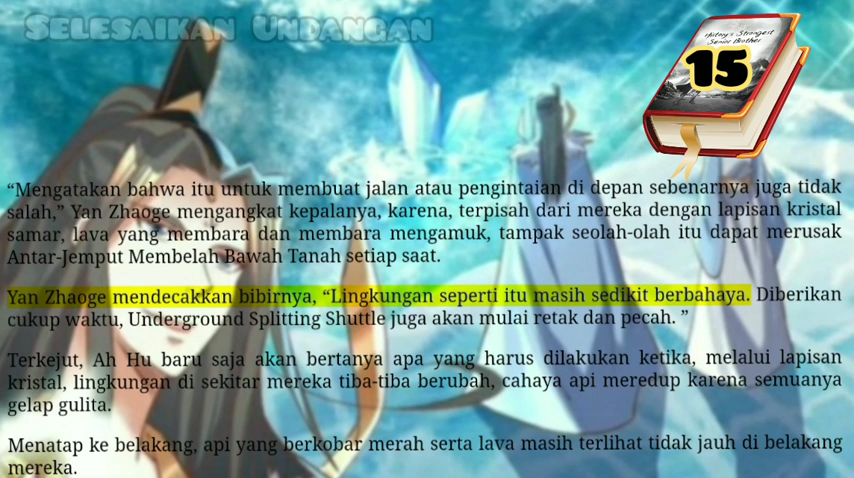 Selesaikan Undangan
History's Strongest
Senior Brother
15
“Mengatakan bahwa itu untuk membuat jalan atau pengintaian di depan sebenarnya juga tidak
salah,” Yan Zhaoge mengangkat kepalanya, karena, terpisah dari mereka dengan lapisan kristal
samar, lava yang membara dan membara mengamuk, tampak seolah-olah itu dapat merusak
Antar-Jemput Membelah Bawah Tanah setiap saat.
Yan Zhaoge mendecakkan bibirnya, “Lingkungan seperti itu masih sedikit berbahaya. Diberikan
cukup waktu, Underground Splitting Shuttle juga akan mulai retak dan pecah. ”
Terkejut, Ah Hu baru saja akan bertanya apa yang harus dilakukan ketika, melalui lapisan
kristal, lingkungan di sekitar mereka tiba-tiba berubah, cahaya api meredup karena semuanya
gelap gulita.
Menatap ke belakang, api yang berkobar merah serta lava masih terlihat tidak jauh di belakang
mereka.